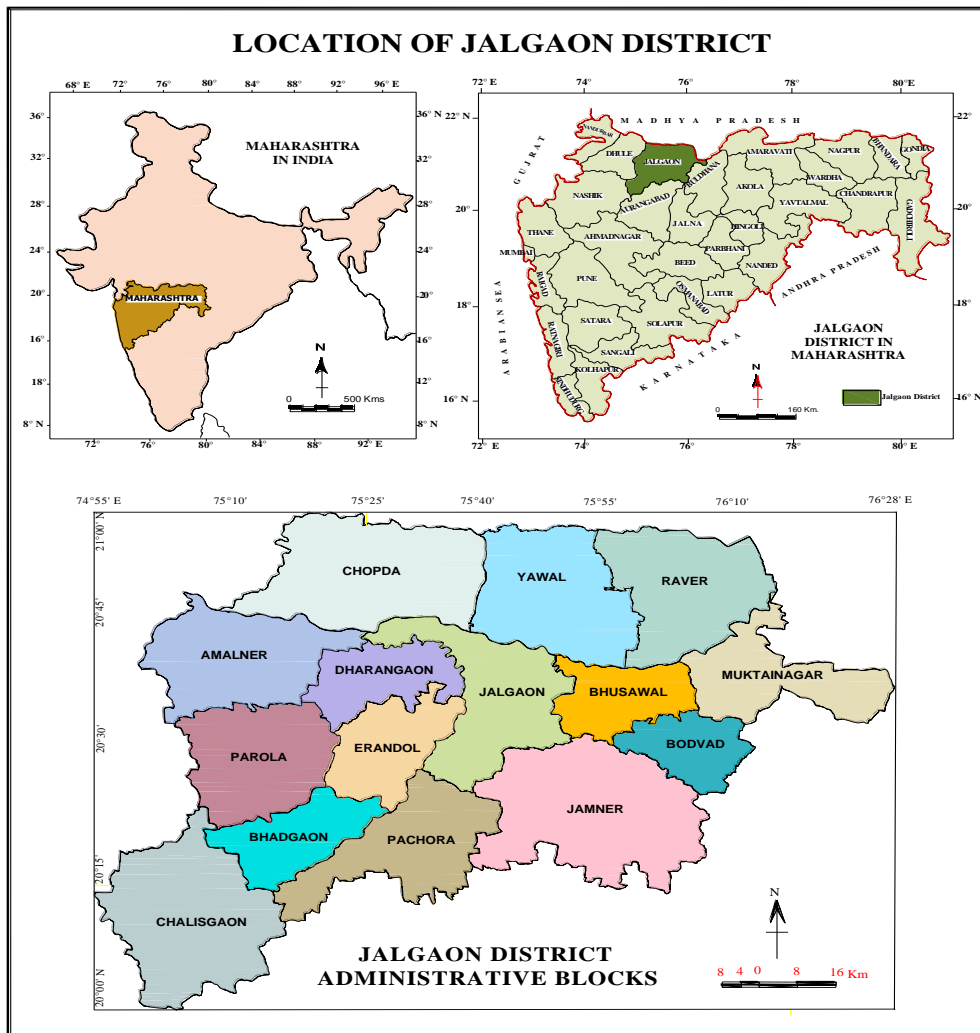 LOCATION OF JALGAON DISTRICT
68° E 72° 76° 80° 84° 88° 92° 96° N
36°
32°
28°
24°
20°
16°
18°
8° N
36°N
32°
28°
24°
20°
16°
12°
8° N
72° 76° 80° 84° 88° 92° E
MAHARASHTRA
IN INDIA
MAHARASHTRA
N
0 500 Kms
72° E 74° 76° 78° 80° E
22° N
20°
18°
16° N
22°
20°
18°
16° N
72° E 74° 76° 78° 80° E
MADHYA PRADESH
GUJRAT
ARABIAN SEA
KARNATAKA
ANDHRA PRADESH
NANDURBAR
DHULE
JALGAON
BULDHANA
AMARAVATI
NAGPUR
BHANDARA
GONDIA
NASHIK
AURANGABAD
AKOLA
WARDHA
CHANDRAPUR
YAVTALMAL
GADCHIROLI
THANE
AHMADNAGAR
JALNA
HINGOLI
PARBHANI
MUMBAI
BEED
NANDED
RAIGAD
PUNE
OSMANABAD
LATUR
SATARA
SOLAPUR
RATNAGIRI
SANGALI
KOLHAPUR
SINDHUDURG
JALGAON
DISTRICT IN
MAHARASHTRA
N
0 160 Km.
Jalgaon District
74°55' E 75°10' 75°25' 75°40' 75°55' 76°10' 76°28' E
21°00' N
20°45'
20°30'
20°15'
20°00' N
CHOPDA
YAWAL
RAVER
AMALNER
DHARANGAON
JALGAON
BHUSAWAL
MUKTAINAGAR
PAROLA
ERANDOL
BODVAD
JAMNER
BHADGAON
PACHORA
CHALISGAON
JALGAON DISTRICT
ADMINISTRATIVE BLOCKS
N
8 4 0 8 16 Km